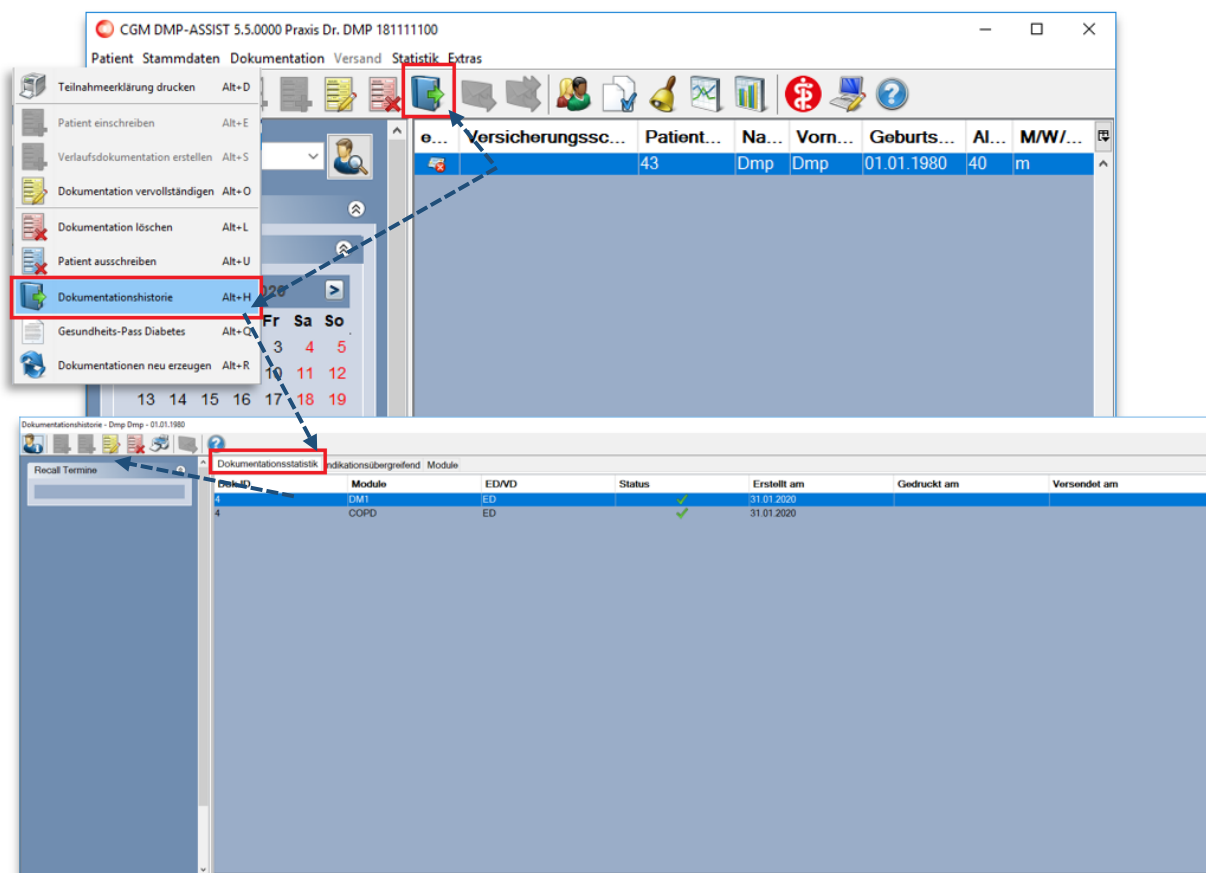 CGM DMP-ASSIST 5.5.0000 Praxis Dr. DMP 181111100
Patient Stammdaten Dokumentation Versand Statistik Extras
Teilnahmeerklärung drucken Alt+D
Patient einschreiben Alt+E
Verlaufsdokumentation erstellen Alt+S
Dokumentation vervollständigen Alt+O
Dokumentation löschen Alt+L
Patient ausschreiben Alt+U
Dokumentationshistorie Alt+H
Gesundheits-Pass Diabetes Alt+Q
Dokumentationen neu erzeugen Alt+R
e... Versicherungssc... Patient... Na... Vorn... Geburts... Al... M/W/...
43 Dmp Dmp 01.01.1980 40 m
Fr Sa So
3 4 5
10 11 12
13 14 15 16 17 18 19
Dokumentationshistorie - Dmp Dmp - 01.01.1980
Recall Termine
Dokumentationsstatistik Indikationsübergreifend Module
Dok-ID Module ED/VD Status Erstellt am Gedruckt am Versendet am
4 DM1 ED 31.01.2020
4 COPD ED 31.01.2020